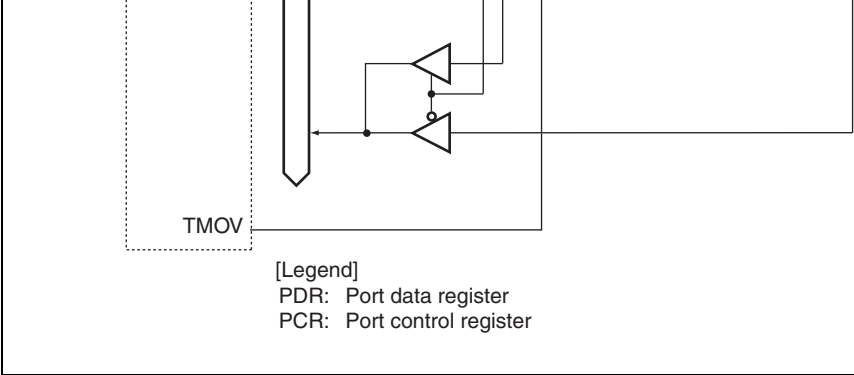 TMOV
[Legend]
PDR: Port data register
PCR: Port control register